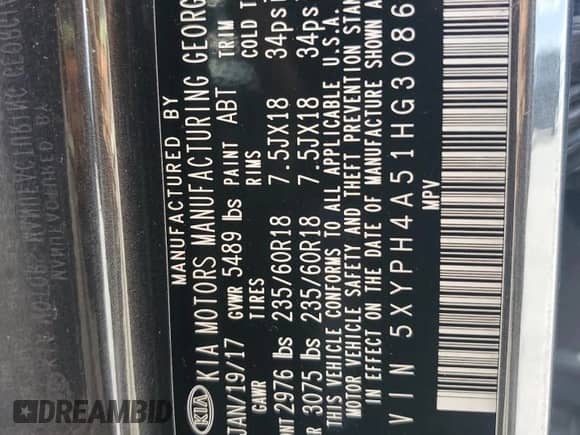 MANUFACTURED BY
KIA KIA MOTORS MANUFACTURING GEORG
JAN/19/17 GVWR 5489 lbs PAINT ABT TRIM
GAWR TIRES RIMS COLD T
NT 2976 lbs 235/60R18 7.5JX18 34psi
R 3075 lbs 235/60R18 7.5JX18 34ps
THIS VEHICLE CONFORMS TO ALL APPLICABLE U.S.A.
MOTOR VEHICLE SAFETY AND THEFT PREVENTION STAN
IN EFFECT ON THE DATE OF MANUFACTURE SHOWN A
VIN 5XYPH4A51HG3086
MPV
DREAMBID